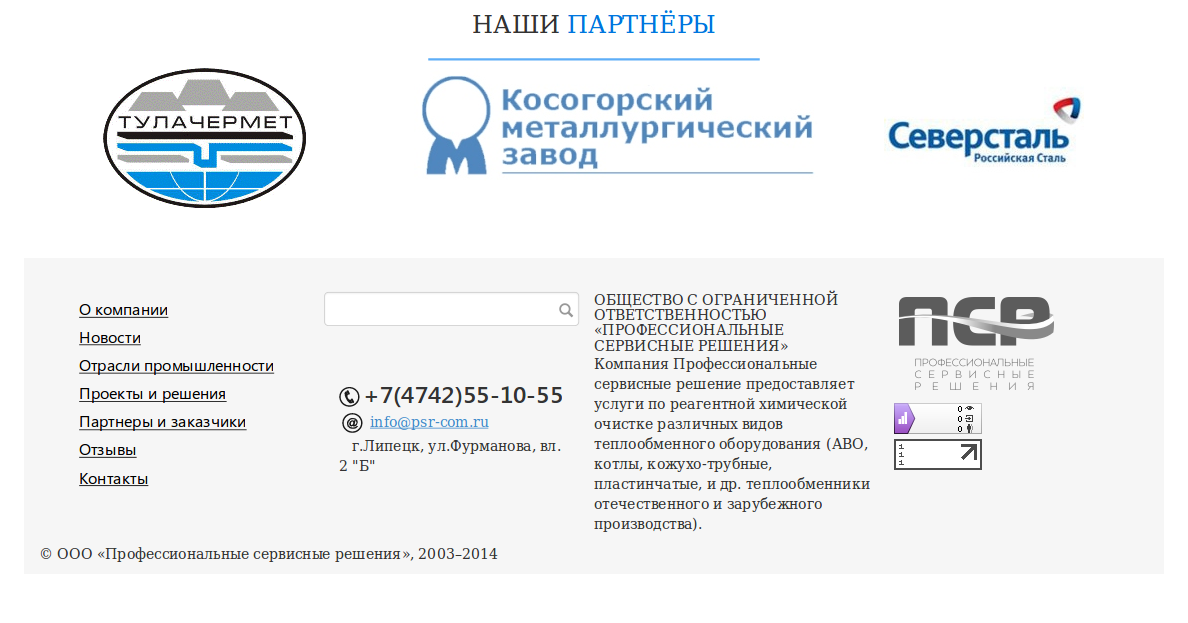 НАШИ ПАРТНЁРЫ
ТУЛАЧЕРМЕТ
Косогорский
металлургический
завод
Северсталь
Российская Сталь
О компании
Новости
Отрасли промышленности
Проекты и решения
Партнеры и заказчики
Отзывы
Контакты
+7(4742)55-10-55
info@psr-com.ru
г.Липецк, ул.Фурманова, вл.
2 "Б"
ОБЩЕСТВО С ОГРАНИЧЕННОЙ
ОТВЕТСТВЕННОСТЬЮ
«ПРОФЕССИОНАЛЬНЫЕ
СЕРВИСНЫЕ РЕШЕНИЯ»
Компания Профессиональные
сервисные решение предоставляет
услуги по реагентной химической
очистке различных видов
теплообменного оборудования (АВО,
котлы, кожухо-трубные,
пластинчатые, и др. теплообменники
отечественного и зарубежного
производства).
ПСР
ПРОФЕССИОНАЛЬНЫЕ
СЕРВИСНЫЕ
РЕШЕНИЯ
0
0
0
1
1
1
© ООО «Профессиональные сервисные решения», 2003–2014